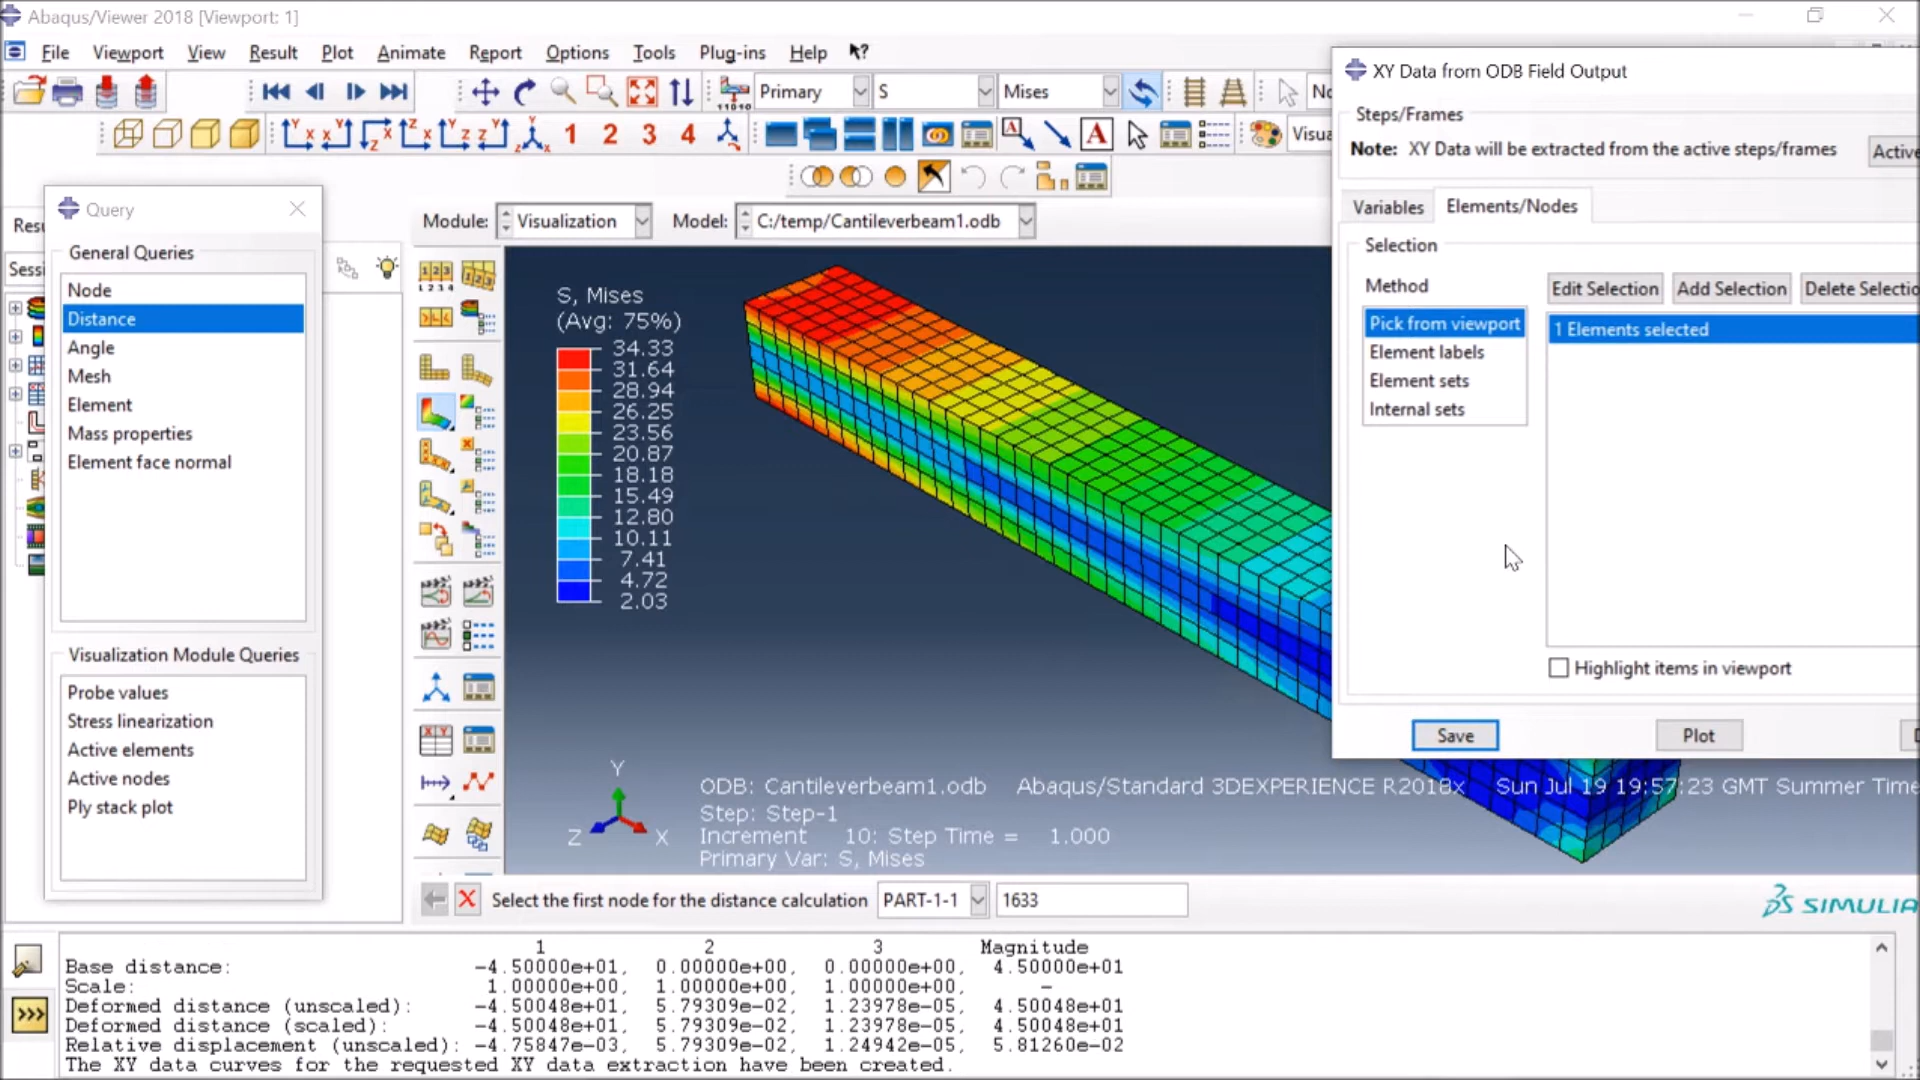 Abaqus/Viewer 2018 [Viewport: 1]
File Viewport View Result Plot Animate Report Options Tools Plug-ins Help
Primary S Mises
1 2 3 4
Visua
Module: Visualization Model: C:/temp/Cantileverbeam1.odb
Query
General Queries
Node
Distance
Angle
Mesh
Element
Mass properties
Element face normal
Visualization Module Queries
Probe values
Stress linearization
Active elements
Active nodes
Ply stack plot
S, Mises
(Avg: 75%)
34.33
31.64
28.94
26.25
23.56
20.87
18.18
15.49
12.80
10.11
7.41
4.72
2.03
Y
Z X
ODB: Cantileverbeam1.odb Abaqus/Standard 3DEXPERIENCE R2018x Sun Jul 19 19:57:23 GMT Summer Time
Step: Step-1
Increment 10: Step Time = 1.000
Primary Var: S, Mises
XY Data from ODB Field Output
Steps/Frames
Note: XY Data will be extracted from the active steps/frames
Active
Variables Elements/Nodes
Selection
Method
Edit Selection Add Selection Delete Selectio
Pick from viewport
Element labels
Element sets
Internal sets
1 Elements selected
Highlight items in viewport
Save Plot
Select the first node for the distance calculation PART-1-1 1633
SIMULIA
1 2 3 Magnitude
Base distance: -4.50000e+01, 0.00000e+00, 0.00000e+00, 4.50000e+01
Scale: 1.00000e+00, 1.00000e+00, 1.00000e+00, -
Deformed distance (unscaled): -4.50048e+01, 5.79309e-02, 1.23978e-05, 4.50048e+01
Deformed distance (scaled): -4.50048e+01, 5.79309e-02, 1.23978e-05, 4.50048e+01
Relative displacement (unscaled): -4.75847e-03, 5.79309e-02, 1.24942e-05, 5.81260e-02
The XY data curves for the requested XY data extraction have been created.